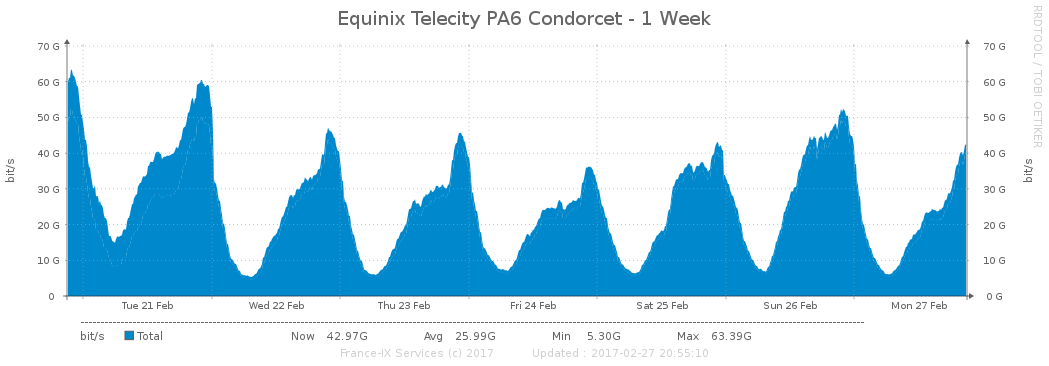 Equinix Telecity PA6 Condorcet - 1 Week
RRDTOOL / TOBI OETIKER
bit/s
bit/s
70 G 70 G
60 G 60 G
50 G 50 G
40 G 40 G
30 G 30 G
20 G 20 G
10 G 10 G
0 0 G
Tue 21 Feb Wed 22 Feb Thu 23 Feb Fri 24 Feb Sat 25 Feb Sun 26 Feb Mon 27 Feb
bit/s Total Now 42.97G Avg 25.99G Min 5.30G Max 63.39G
France-IX Services (c) 2017 Updated : 2017-02-27 20:55:10